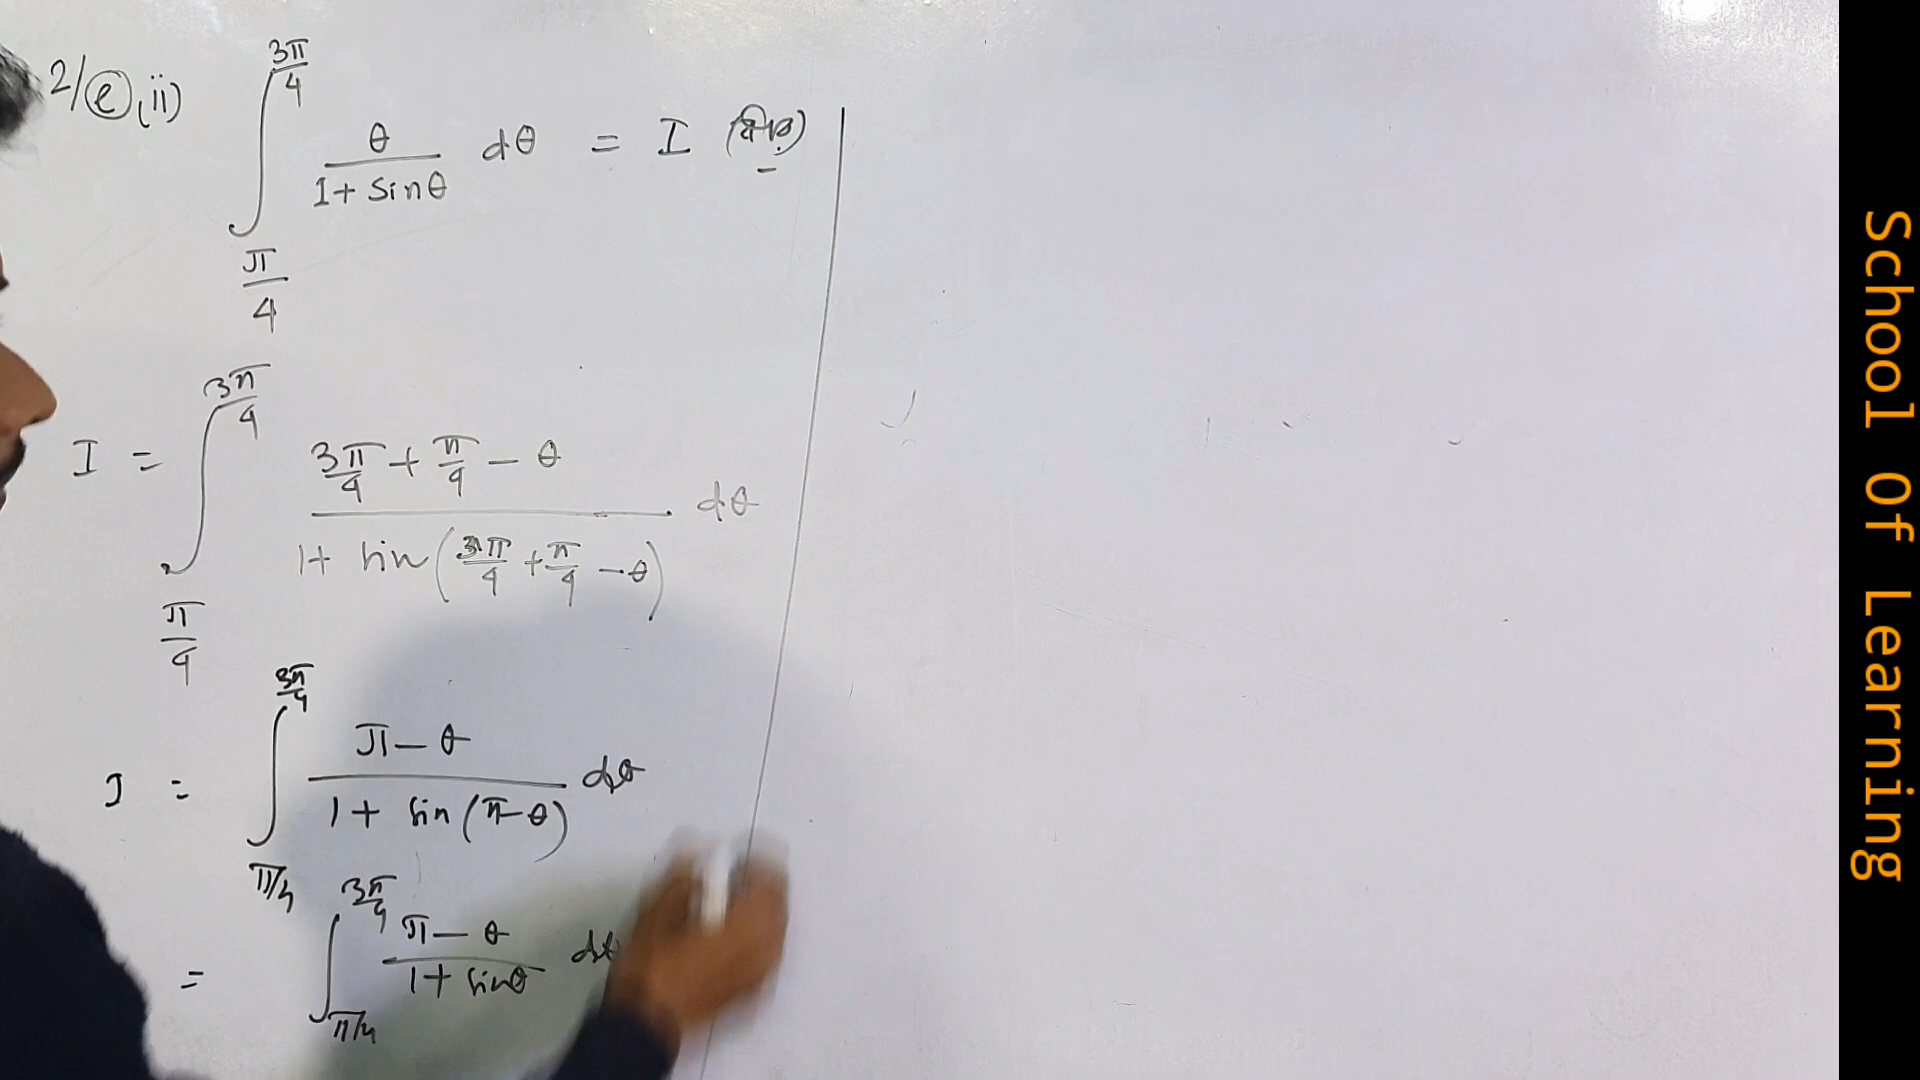 2/ⓔ(ii) ∫_{π/4}^{3π/4} θ/(1+sinθ) dθ = I (ধরি)
I = ∫_{π/4}^{3π/4} (3π/4 + π/4 − θ)/(1+ sin(3π/4 + π/4 − θ)) dθ
I = ∫_{π/4}^{3π/4} (π − θ)/(1+ sin(π−θ)) dθ
= ∫_{π/4}^{3π/4} (π − θ)/(1+ sinθ) dθ
School Of Learning